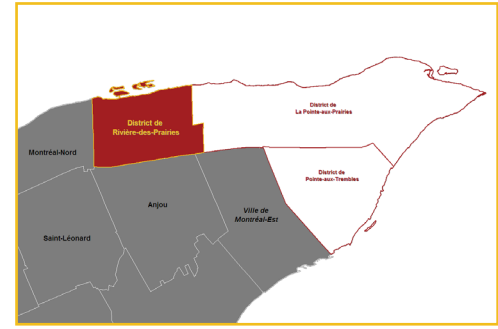 District de
La Pointe-aux-Prairies
District de
Rivière-des-Prairies
Montréal-Nord
District de
Pointe-aux-Trembles
Anjou
Ville de
Montréal-Est
Saint-Léonard